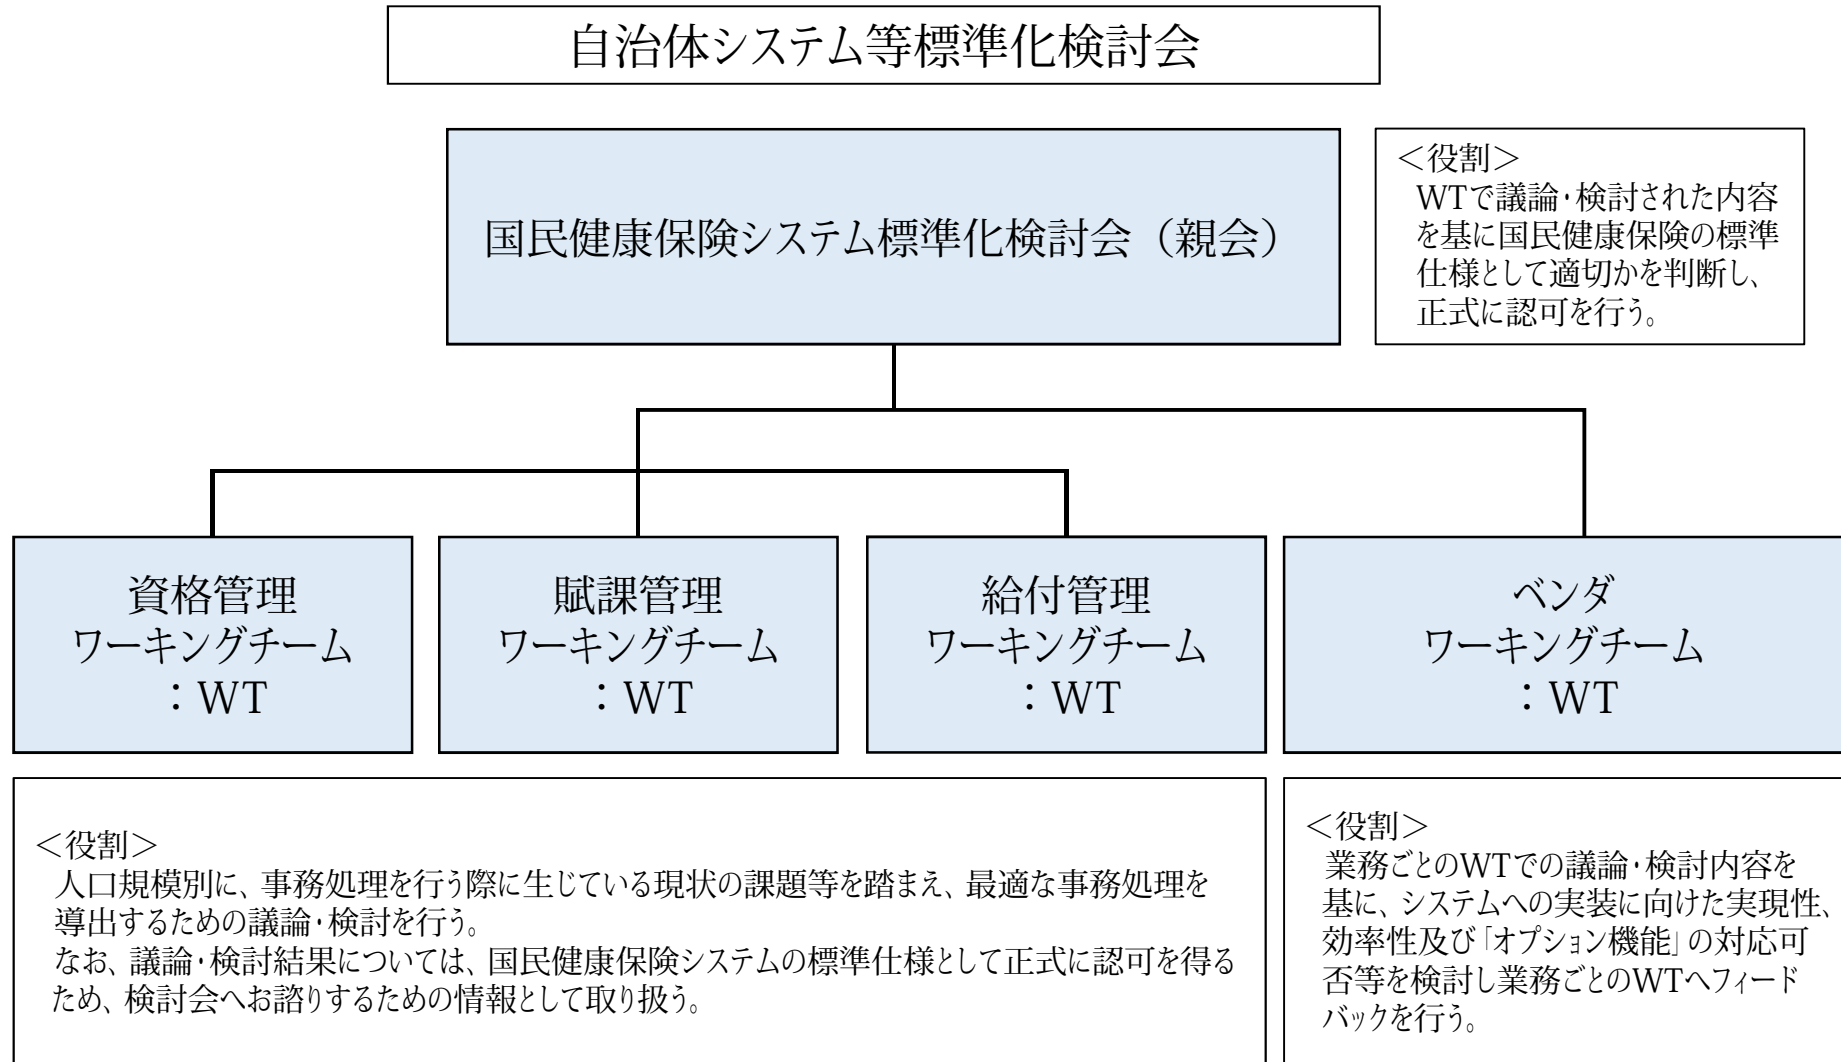 自治体システム等標準化検討会
国民健康保険システム標準化検討会（親会）
＜役割＞
WTで議論・検討された内容
を基に国民健康保険の標準
仕様として適切かを判断し、
正式に認可を行う。
資格管理
ワーキングチーム
：WT
賦課管理
ワーキングチーム
：WT
給付管理
ワーキングチーム
：WT
ベンダ
ワーキングチーム
：WT
＜役割＞
人口規模別に、事務処理を行う際に生じている現状の課題等を踏まえ、最適な事務処理を
導出するための議論・検討を行う。
なお、議論・検討結果については、国民健康保険システムの標準仕様として正式に認可を得る
ため、検討会へお諮りするための情報として取り扱う。
＜役割＞
業務ごとのWTでの議論・検討内容を
基に、システムへの実装に向けた実現性、
効率性及び「オプション機能」の対応可
否等を検討し業務ごとのWTへフィード
バックを行う。